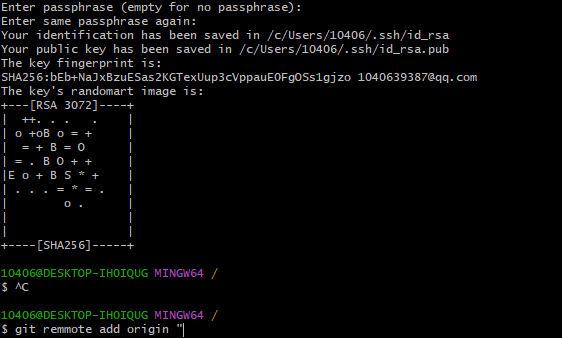 Enter passphrase (empty for no passphrase):
Enter same passphrase again:
Your identification has been saved in /c/Users/10406/.ssh/id_rsa
Your public key has been saved in /c/Users/10406/.ssh/id_rsa.pub
The key fingerprint is:
SHA256:bEb+NaJxBzuESas2KGTexUup3cVppauEOFgOSs1gjzo 1040639387@qq.com
The key's randomart image is:
+---[RSA 3072]----+
|  ++. . .   .    |
| o +oB o = +     |
|  = + B = O      |
| = . B O + +     |
|E o + B S * +    |
| . . . = * = .   |
|        o .      |
|                 |
|                 |
+----[SHA256]-----+
10406@DESKTOP-IHOIQUG MINGW64 /
$ ^C
10406@DESKTOP-IHOIQUG MINGW64 /
$ git remmote add origin "